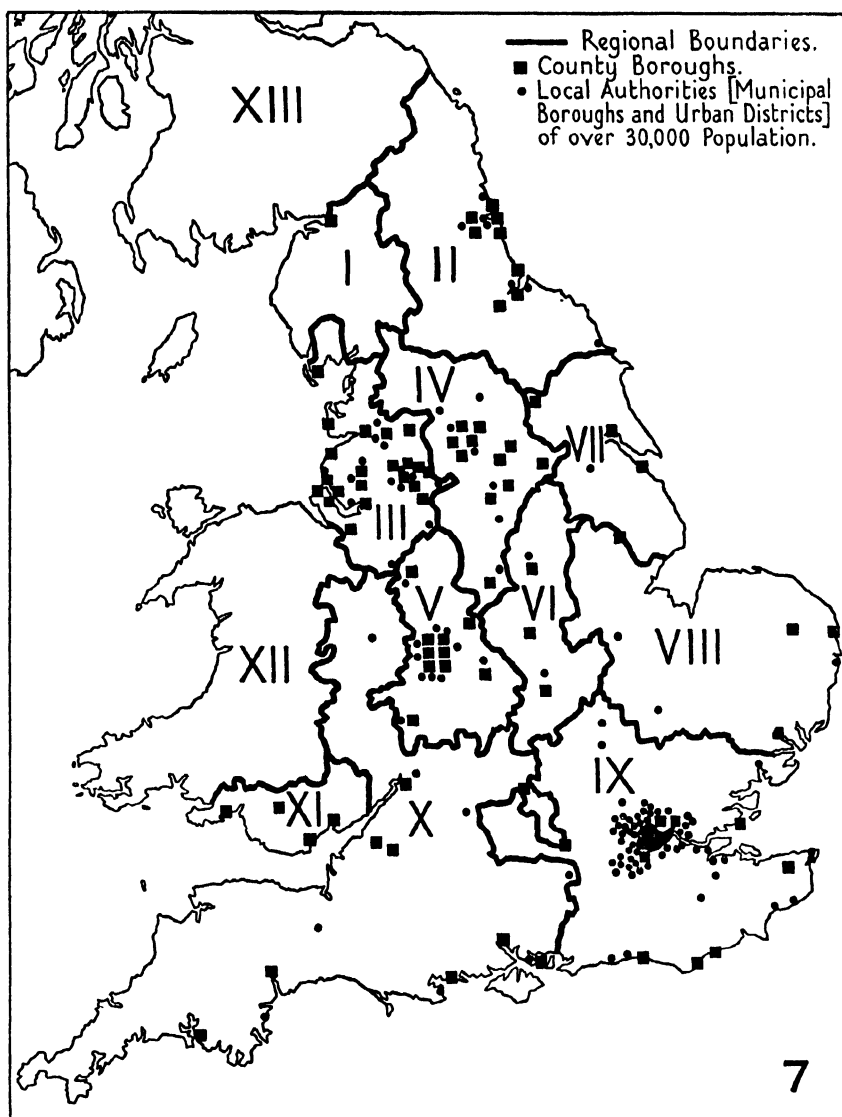 Regional Boundaries.
County Boroughs.
Local Authorities [Municipal
Boroughs and Urban Districts]
of over 30,000 Population.
XIII
I
II
IV
VII
III
V
VI
VIII
XII
IX
XI
X
7